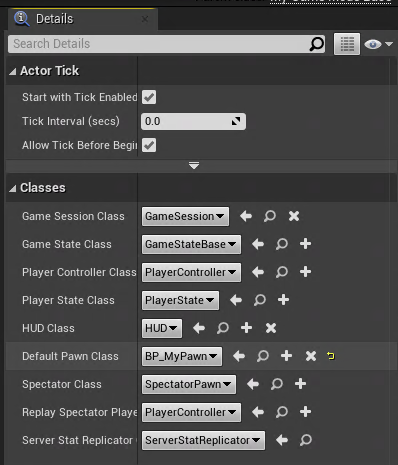 Details
Search Details
Actor Tick
Start with Tick Enabled
Tick Interval (secs) 0.0
Allow Tick Before Begin
Classes
Game Session Class GameSession
Game State Class GameStateBase
Player Controller Class PlayerController
Player State Class PlayerState
HUD Class HUD
Default Pawn Class BP_MyPawn
Spectator Class SpectatorPawn
Replay Spectator Playe PlayerController
Server Stat Replicator ServerStatReplicator